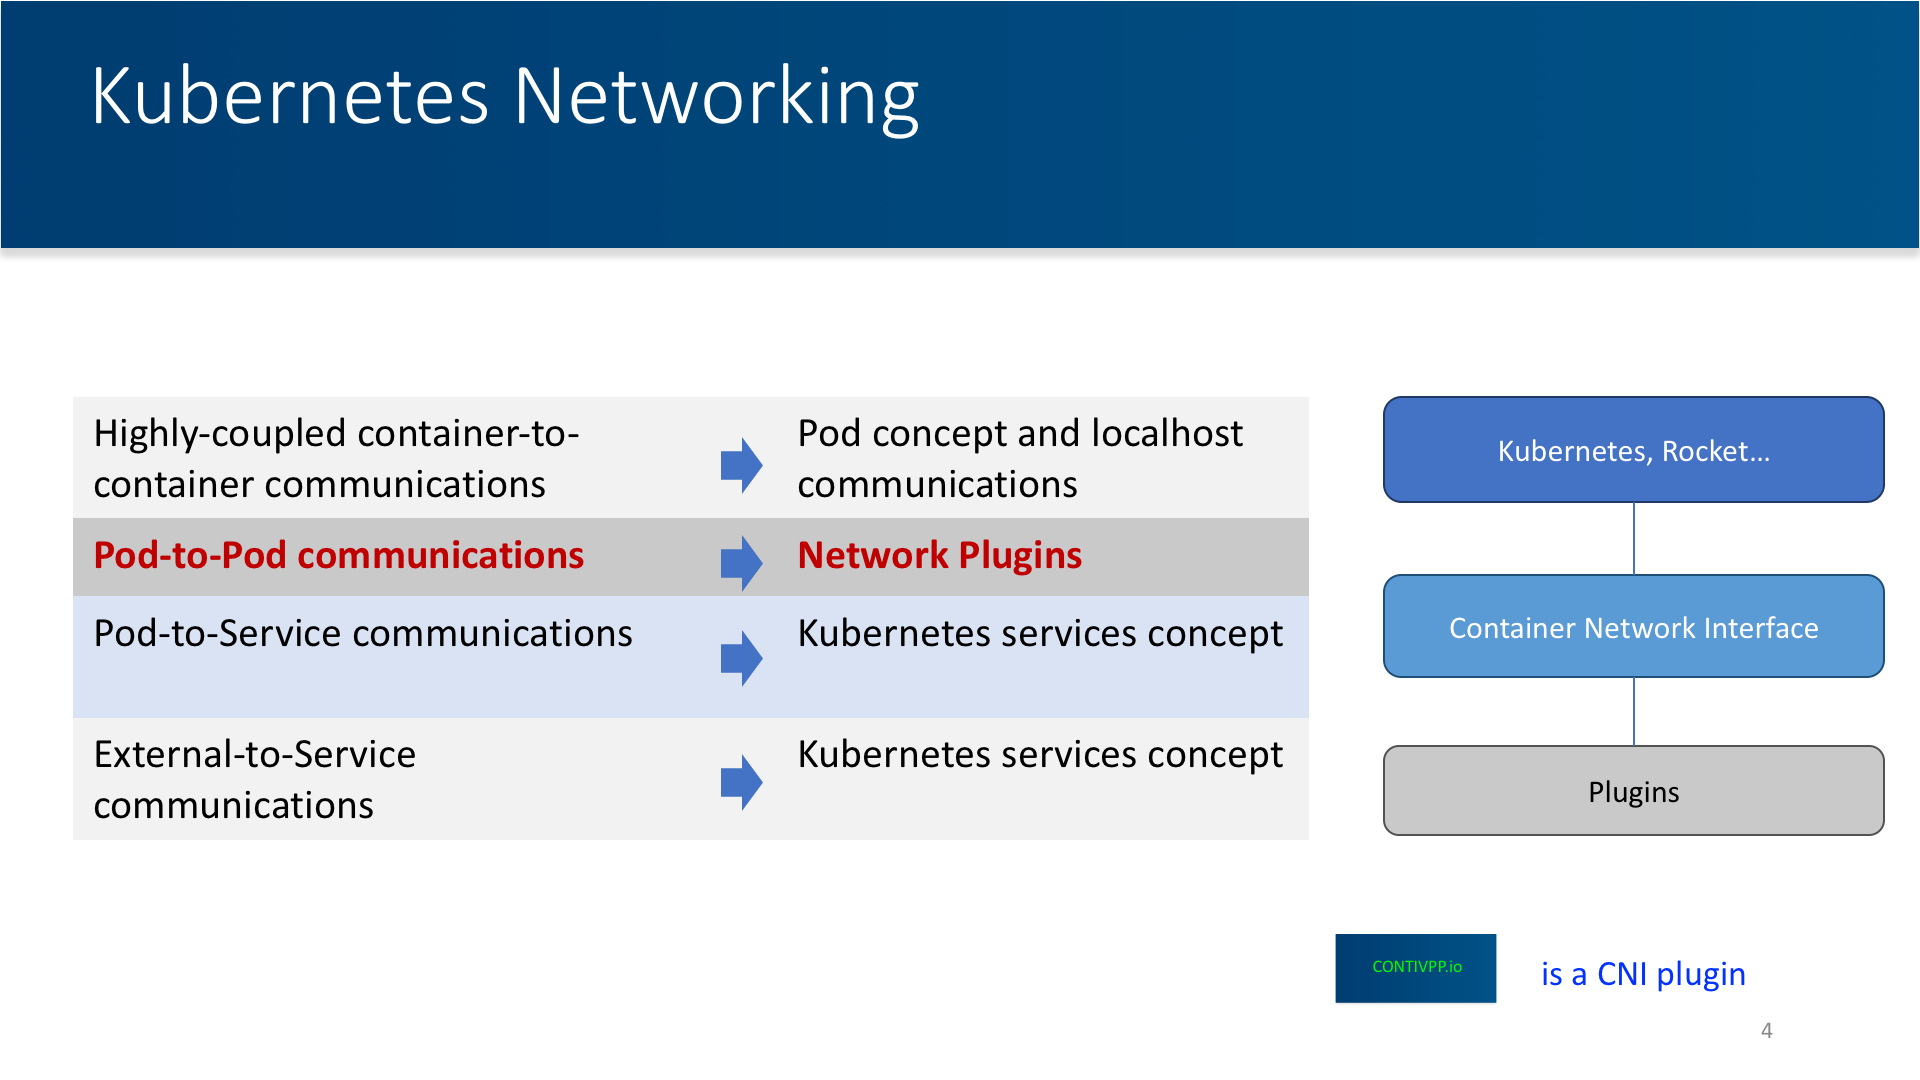 Kubernetes Networking
Highly-coupled container-to-
container communications
Pod concept and localhost
communications
Pod-to-Pod communications
Network Plugins
Pod-to-Service communications
Kubernetes services concept
External-to-Service
communications
Kubernetes services concept
Kubernetes, Rocket...
Container Network Interface
Plugins
CONTIVPP.io
is a CNI plugin
4